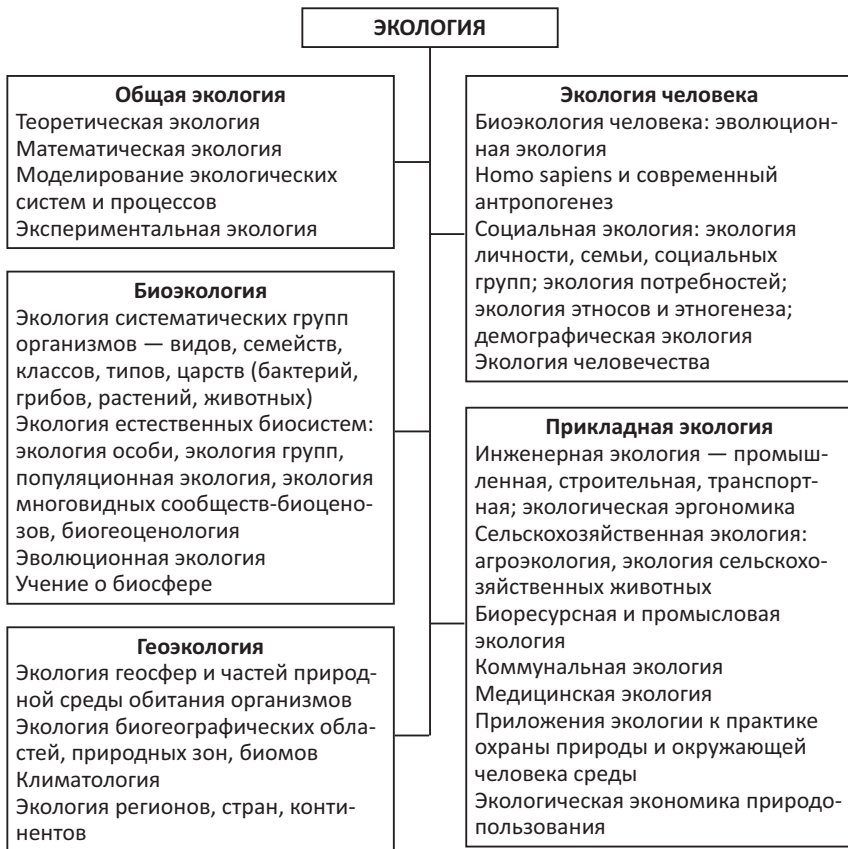 ЭКОЛОГИЯ
Общая экология
Теоретическая экология
Математическая экология
Моделирование экологических
систем и процессов
Экспериментальная экология
Биоэкология
Экология систематических групп
организмов — видов, семейств,
классов, типов, царств (бактерий,
грибов, растений, животных)
Экология естественных биосистем:
экология особи, экология групп,
популяционная экология, экология
многовидных сообществ-биоцено-
зов, биогеоценология
Эволюционная экология
Учение о биосфере
Геоэкология
Экология геосфер и частей природ-
ной среды обитания организмов
Экология биогеографических обла-
стей, природных зон, биомов
Климатология
Экология регионов, стран, конти-
нентов
Экология человека
Биоэкология человека: эволюцион-
ная экология
Homo sapiens и современный
антропогенез
Социальная экология: экология
личности, семьи, социальных
групп; экология потребностей;
экология этносов и этногенеза;
демографическая экология
Экология человечества
Прикладная экология
Инженерная экология — промыш-
ленная, строительная, транспорт-
ная; экологическая эргономика
Сельскохозяйственная экология:
агроэкология, экология сельскохо-
зяйственных животных
Биоресурсная и промысловая
экология
Коммунальная экология
Медицинская экология
Приложения экологии к практике
охраны природы и окружающей
человека среды
Экологическая экономика природо-
пользования